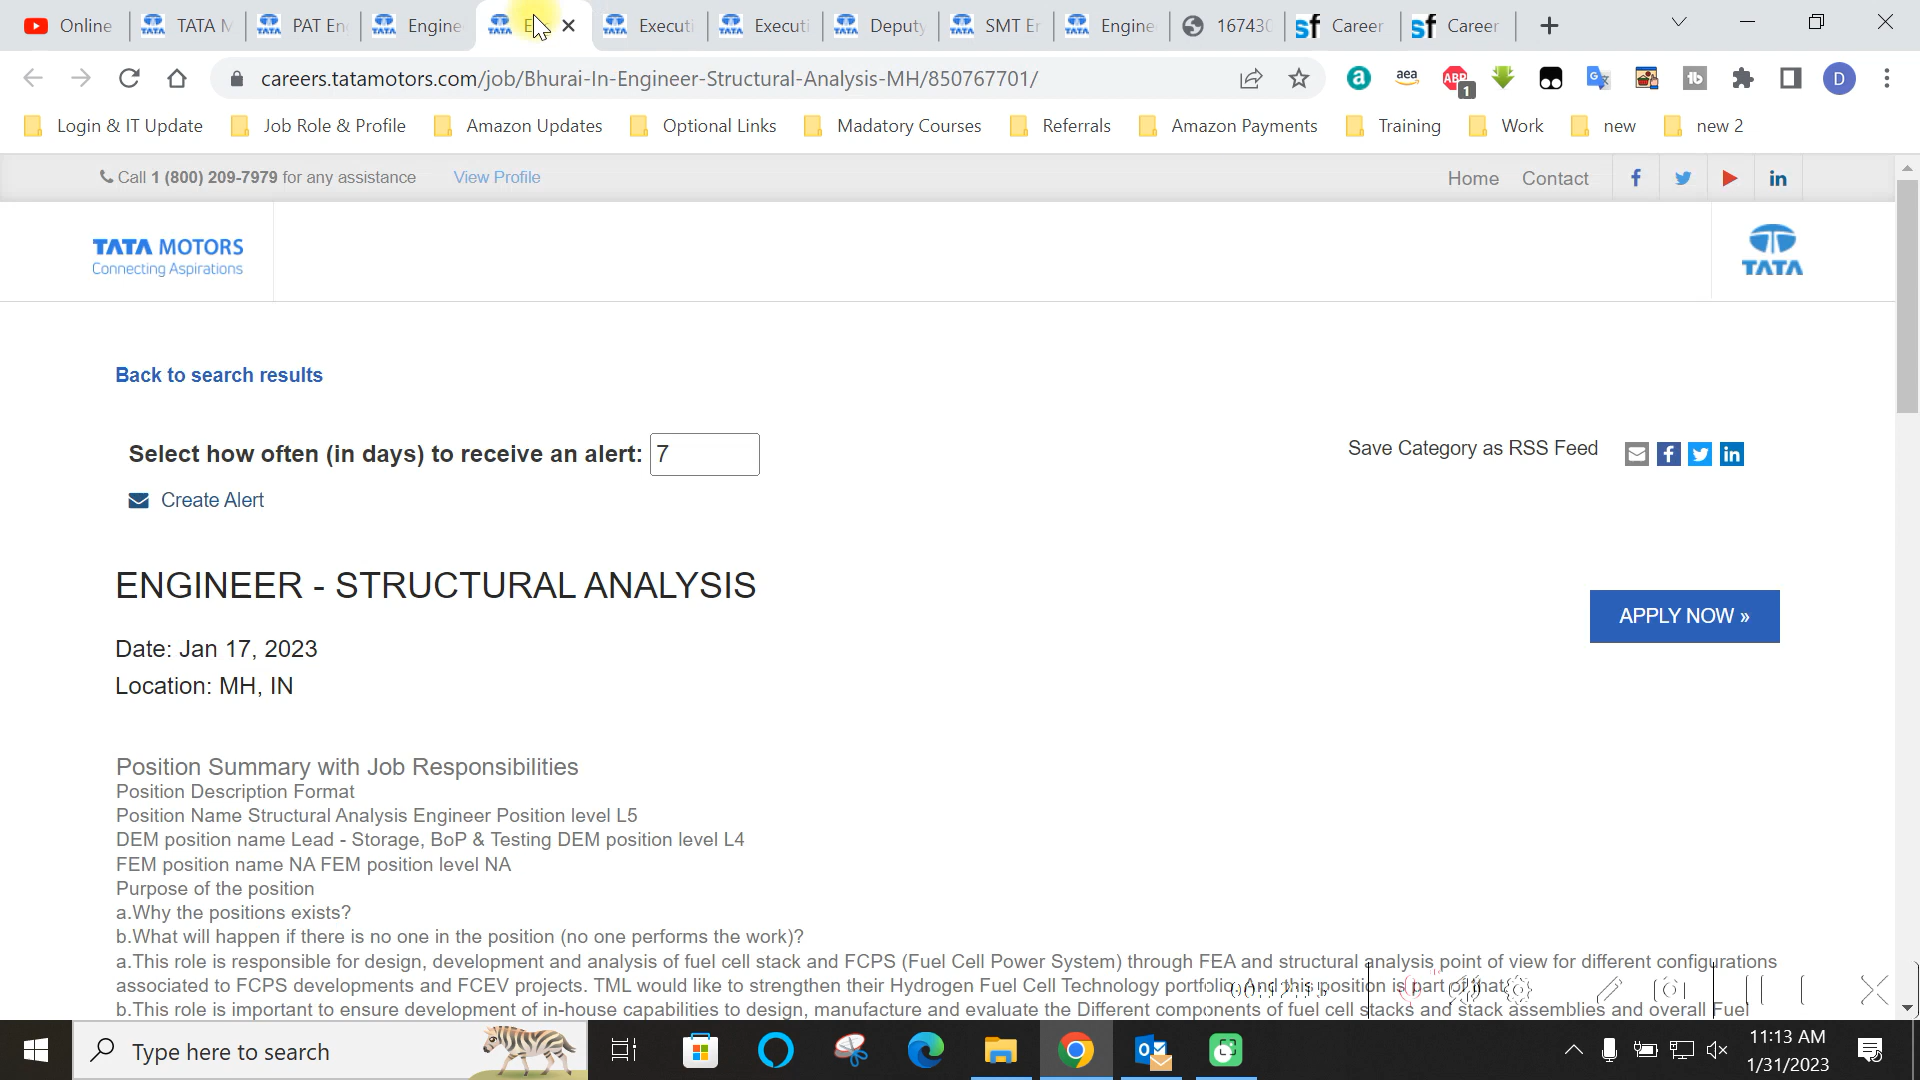 Online
TATA M
PAT En
Engine
E
Executi
Executi
Deputy
SMT Er
Engine
167430
Career
Career
careers.tatamotors.com/job/Bhurai-In-Engineer-Structural-Analysis-MH/850767701/
Login & IT Update
Job Role & Profile
Amazon Updates
Optional Links
Madatory Courses
Referrals
Amazon Payments
Training
Work
new
new 2
Call 1 (800) 209-7979 for any assistance
View Profile
Home
Contact
TATA MOTORS
Connecting Aspirations
TATA
Back to search results
Select how often (in days) to receive an alert: 7
Save Category as RSS Feed
Create Alert
ENGINEER - STRUCTURAL ANALYSIS
APPLY NOW »
Date: Jan 17, 2023
Location: MH, IN
Position Summary with Job Responsibilities
Position Description Format
Position Name Structural Analysis Engineer Position level L5
DEM position name Lead - Storage, BoP & Testing DEM position level L4
FEM position name NA FEM position level NA
Purpose of the position
a.Why the positions exists?
b.What will happen if there is no one in the position (no one performs the work)?
a.This role is responsible for design, development and analysis of fuel cell stack and FCPS (Fuel Cell Power System) through FEA and structural analysis point of view for different configurations
associated to FCPS developments and FCEV projects. TML would like to strengthen their Hydrogen Fuel Cell Technology portfolio. And this position is part of that.
b.This role is important to ensure development of in-house capabilities to design, manufacture and evaluate the Different components of fuel cell stacks and stack assemblies and overall Fuel
Type here to search
11:13 AM
1/31/2023